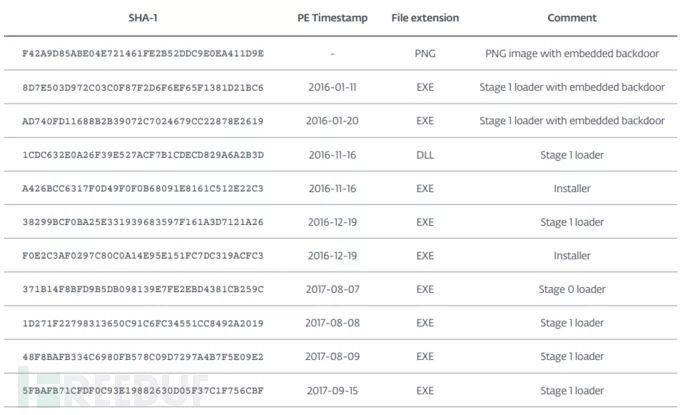 SHA-1 PE Timestamp File extension Comment
F42A9D85ABE04E721461FE2B52DDC9E0EA411D9E - PNG PNG image with embedded backdoor
8D7E503D972C03C0F87F2D6F6EF65F1381D21BC6 2016-01-11 EXE Stage 1 loader with embedded backdoor
AD740FD11688B2B39072C7024679CC22878E2619 2016-01-20 EXE Stage 1 loader with embedded backdoor
1CDC632E0A26F39E527ACF7B1CDECD829A6A2B3D 2016-11-16 DLL Stage 1 loader
A426BCC6317F0D49F0F0B68091E8161C512E22C3 2016-11-16 EXE Installer
38299BCF0BA25E331939683597F161A3D7121A26 2016-12-19 EXE Stage 1 loader
F0E2C3AF0297C80C0A14E95E151FC7DC319ACFC3 2016-12-19 EXE Installer
371B14F8BFD9B5DB098139E7FE2EBD4381CB259C 2017-08-07 EXE Stage 0 loader
1D271F22798313650C91C6FC34551CC8492A2019 2017-08-08 EXE Stage 1 loader
48F8BAFB334C6980FB578C09D7297A4B7F5E09E2 2017-08-09 EXE Stage 1 loader
5FBAFB71CFDF0C93E19882630D05F37C1F756CBF 2017-09-15 EXE Stage 1 loader
REEBUF